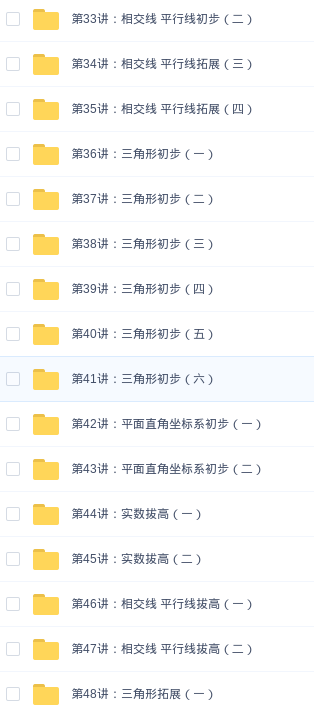 第33讲：相交线 平行线初步（二）
第34讲：相交线 平行线拓展（三）
第35讲：相交线 平行线拓展（四）
第36讲：三角形初步（一）
第37讲：三角形初步（二）
第38讲：三角形初步（三）
第39讲：三角形初步（四）
第40讲：三角形初步（五）
第41讲：三角形初步（六）
第42讲：平面直角坐标系初步（一）
第43讲：平面直角坐标系初步（二）
第44讲：实数拔高（一）
第45讲：实数拔高（二）
第46讲：相交线 平行线拔高（一）
第47讲：相交线 平行线拔高（二）
第48讲：三角形拓展（一）